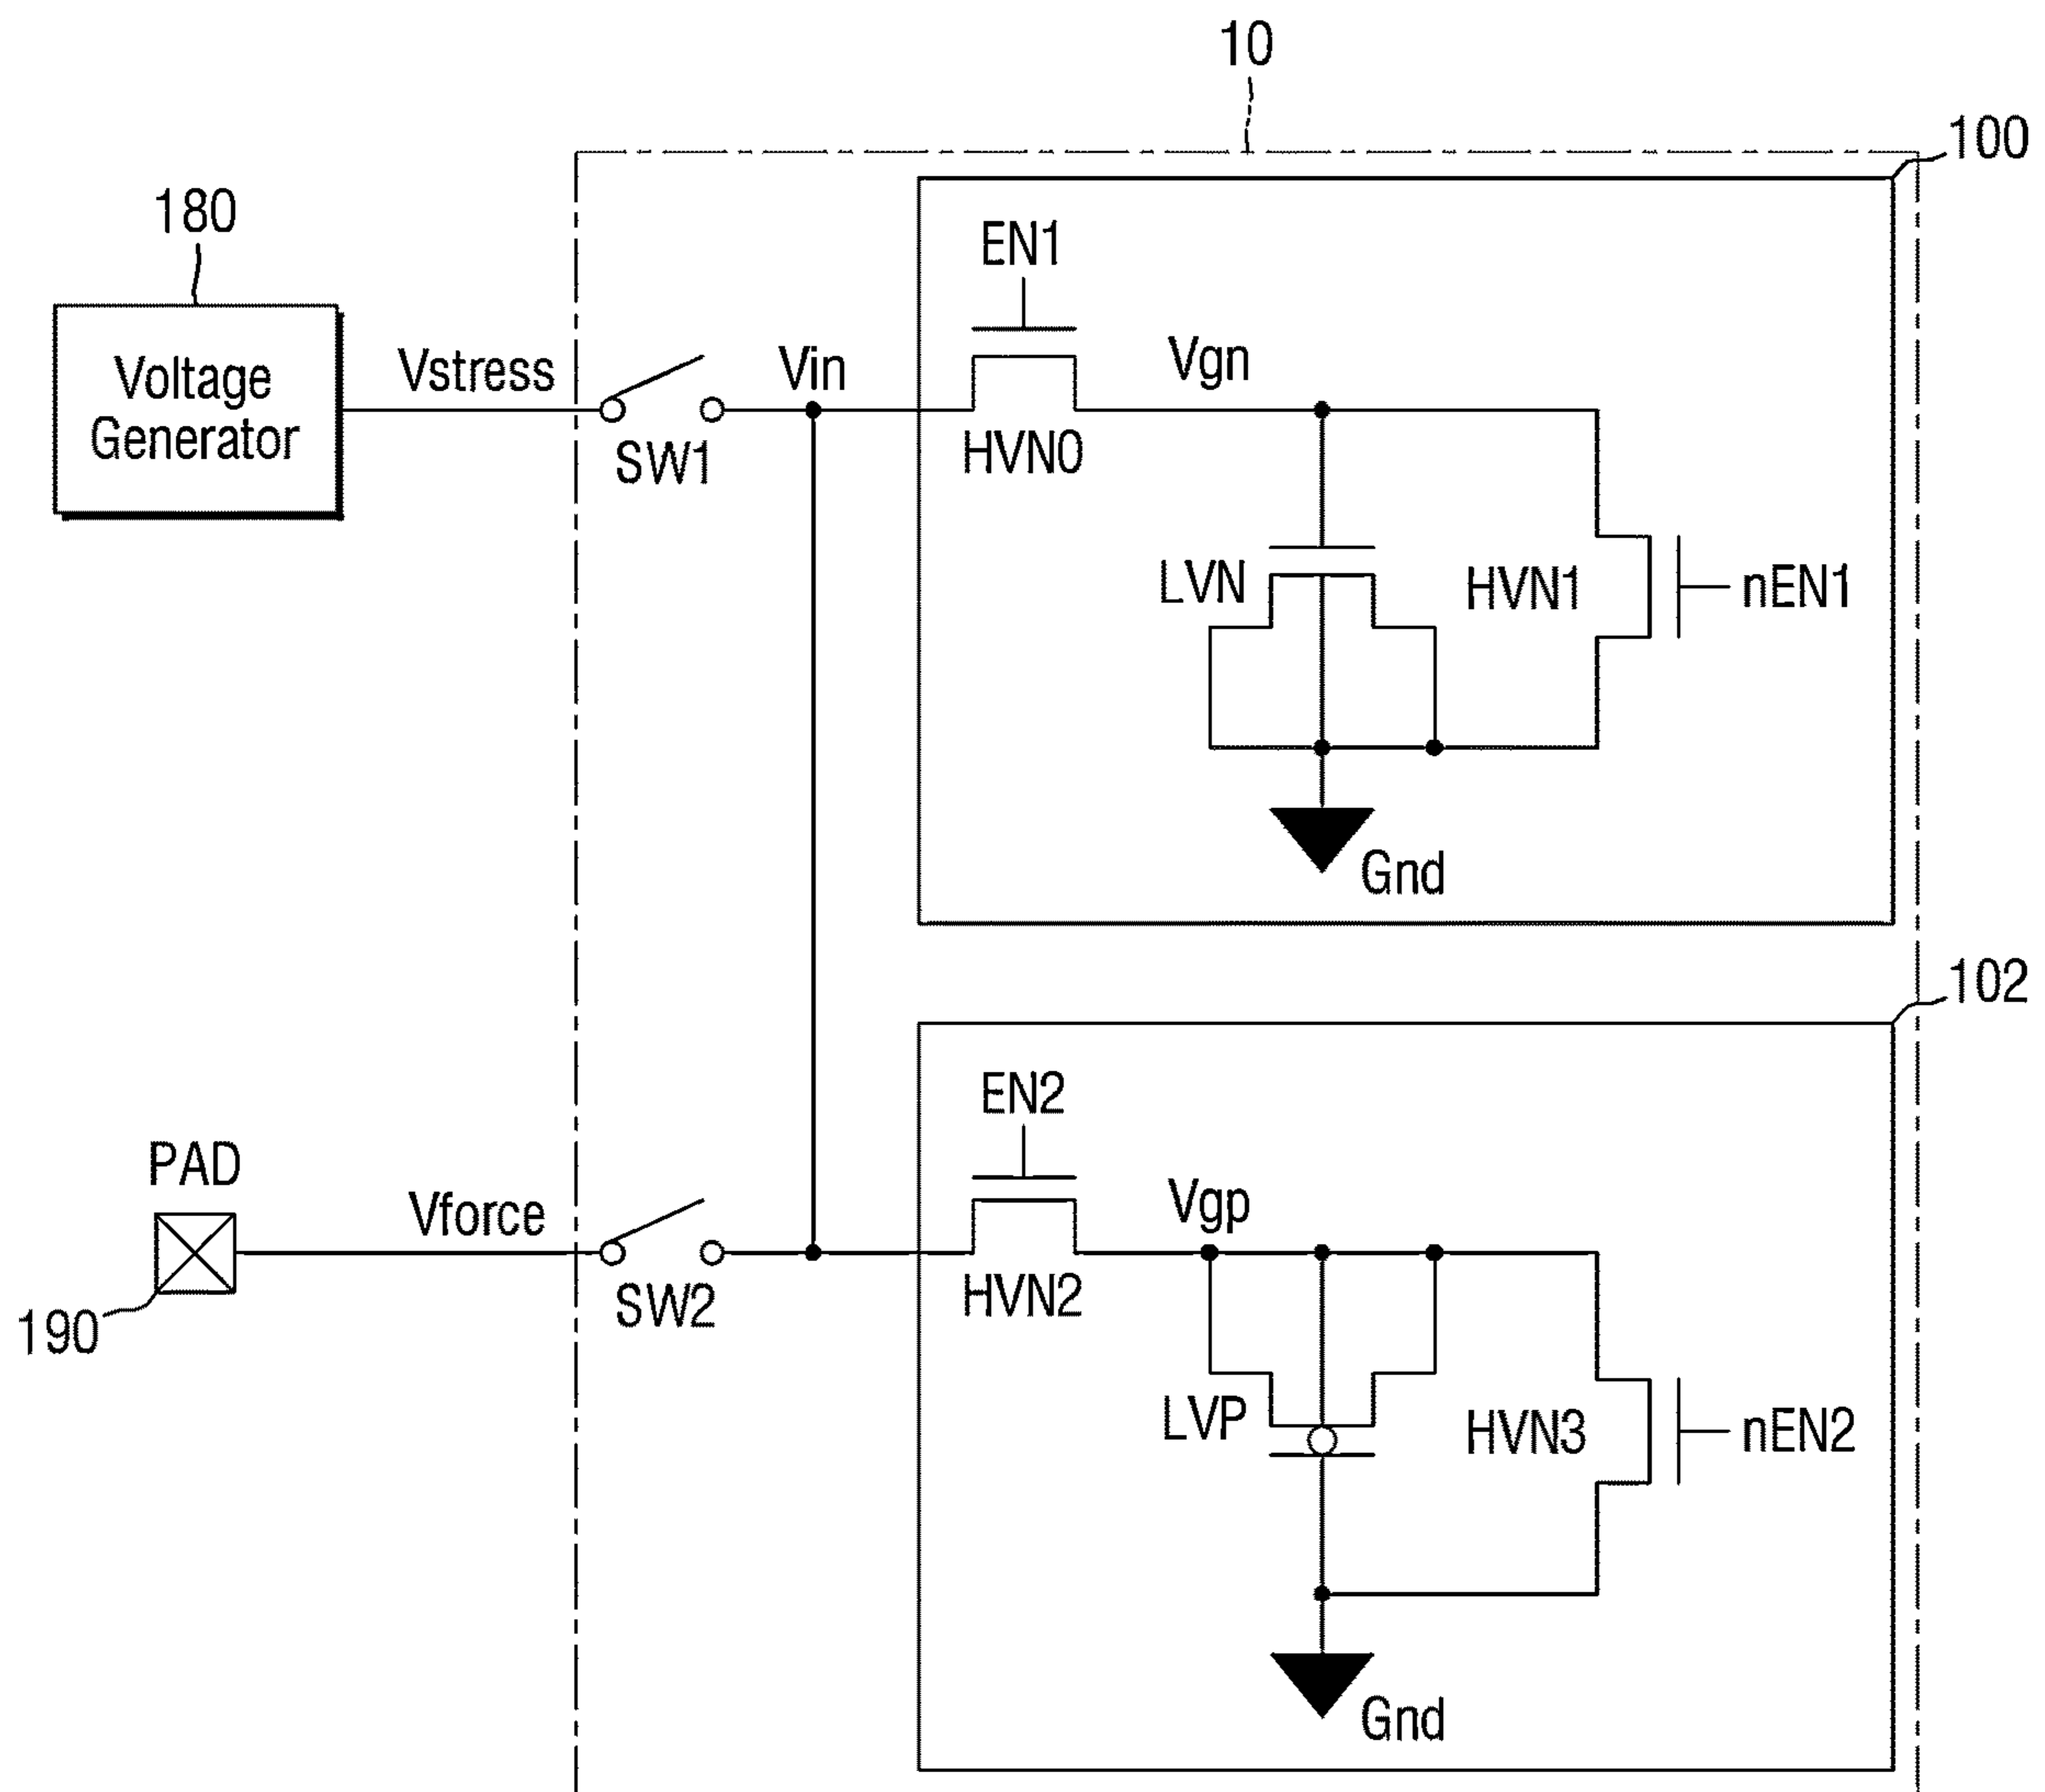 10
100
180
EN1
Voltage
Generator
Vstress
Vin
Vgn
SW1
HVN0
LVN
HVN1
nEN1
Gnd
102
EN2
PAD
Vforce
Vgp
SW2
HVN2
190
LVP
HVN3
nEN2
Gnd